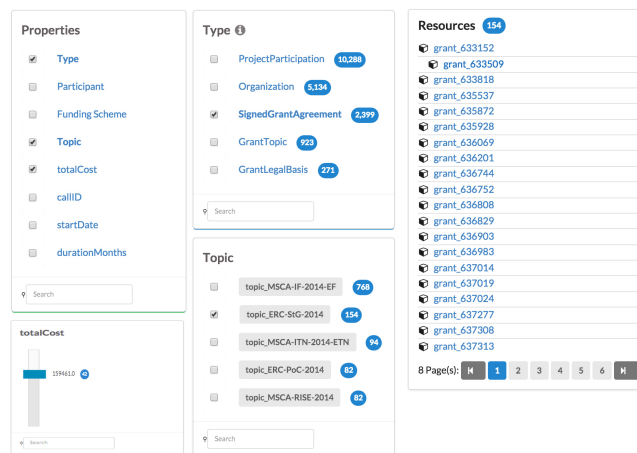 Properties
Type
Participant
Funding Scheme
Topic
totalCost
callID
startDate
durationMonths
Search
totalCost
159461.0 42
Search
Type
ProjectParticipation 10,288
Organization 5,134
SignedGrantAgreement 2,399
GrantTopic 923
GrantLegalBasis 271
Search
Topic
topic_MSCA-IF-2014-EF 768
topic_ERC-StG-2014 154
topic_MSCA-ITN-2014-ETN 94
topic_ERC-PoC-2014 82
topic_MSCA-RISE-2014 82
Search
Resources 154
grant_633152
grant_633509
grant_633818
grant_635537
grant_635872
grant_635928
grant_636069
grant_636201
grant_636744
grant_636752
grant_636808
grant_636829
grant_636903
grant_636983
grant_637014
grant_637019
grant_637024
grant_637277
grant_637308
grant_637313
8 Page(s): 1 2 3 4 5 6